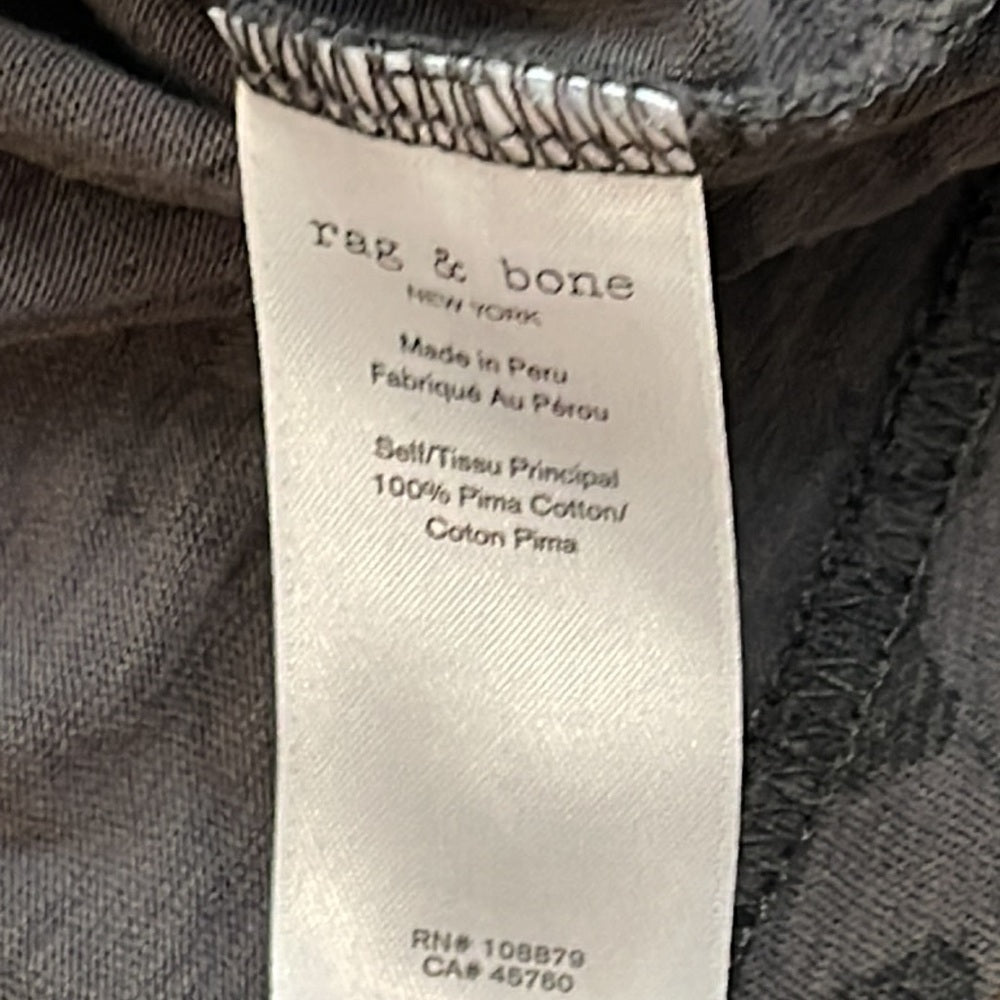 rag & bone
NEW YORK
Made in Peru
Fabriqué Au Pérou
Self/Tissu Principal
100% Pima Cotton/
Coton Pima
RN# 108879
CA# 45760